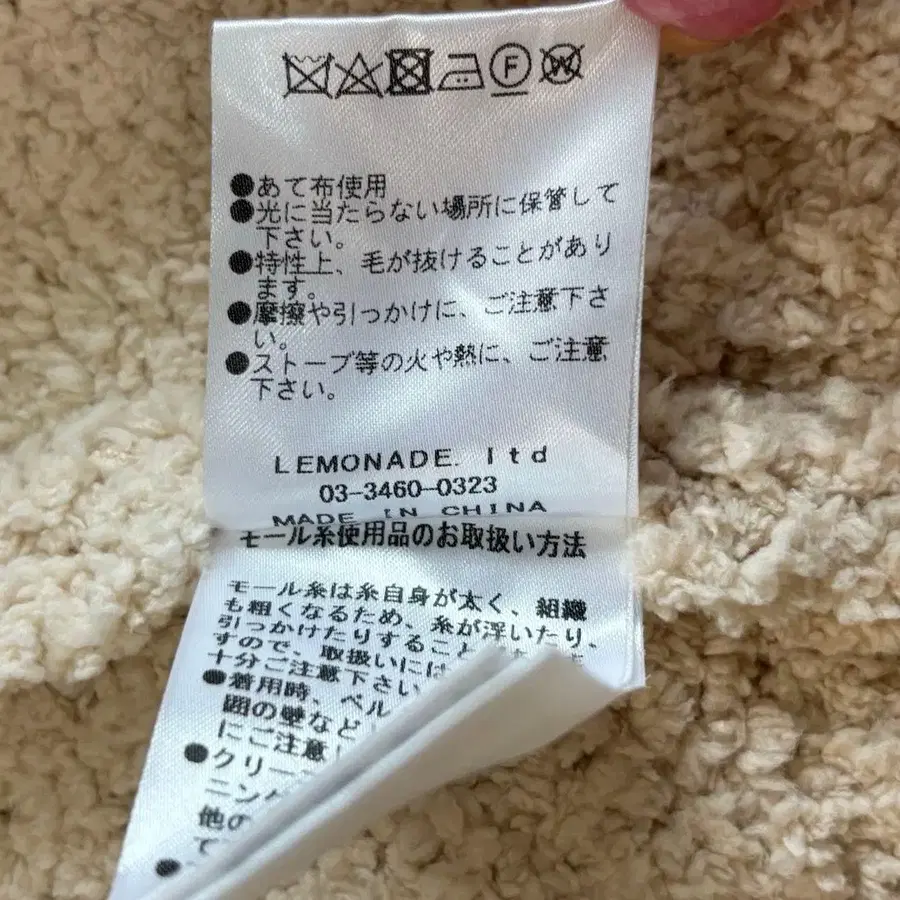 F W
●あて布使用
●光に当たらない場所に保管して
下さい。
●特性上、毛が抜けることがあり
ます。
●摩擦や引っかけに、ご注意下さ
い。
●ストーブ等の火や熱に、ご注意
下さい。
LEMONADE. ltd
03-3460-0323
MADE IN CHINA
モール糸使用品のお取扱い方法
モール糸は糸自身が太く、組織
も粗くなるため、糸が浮いたり、
引っかけたりすること
すので、取扱いには
十分ご注意下さい
●着用時、ベル
囲の壁など
にご注意
●クリー
ニング
他の
て